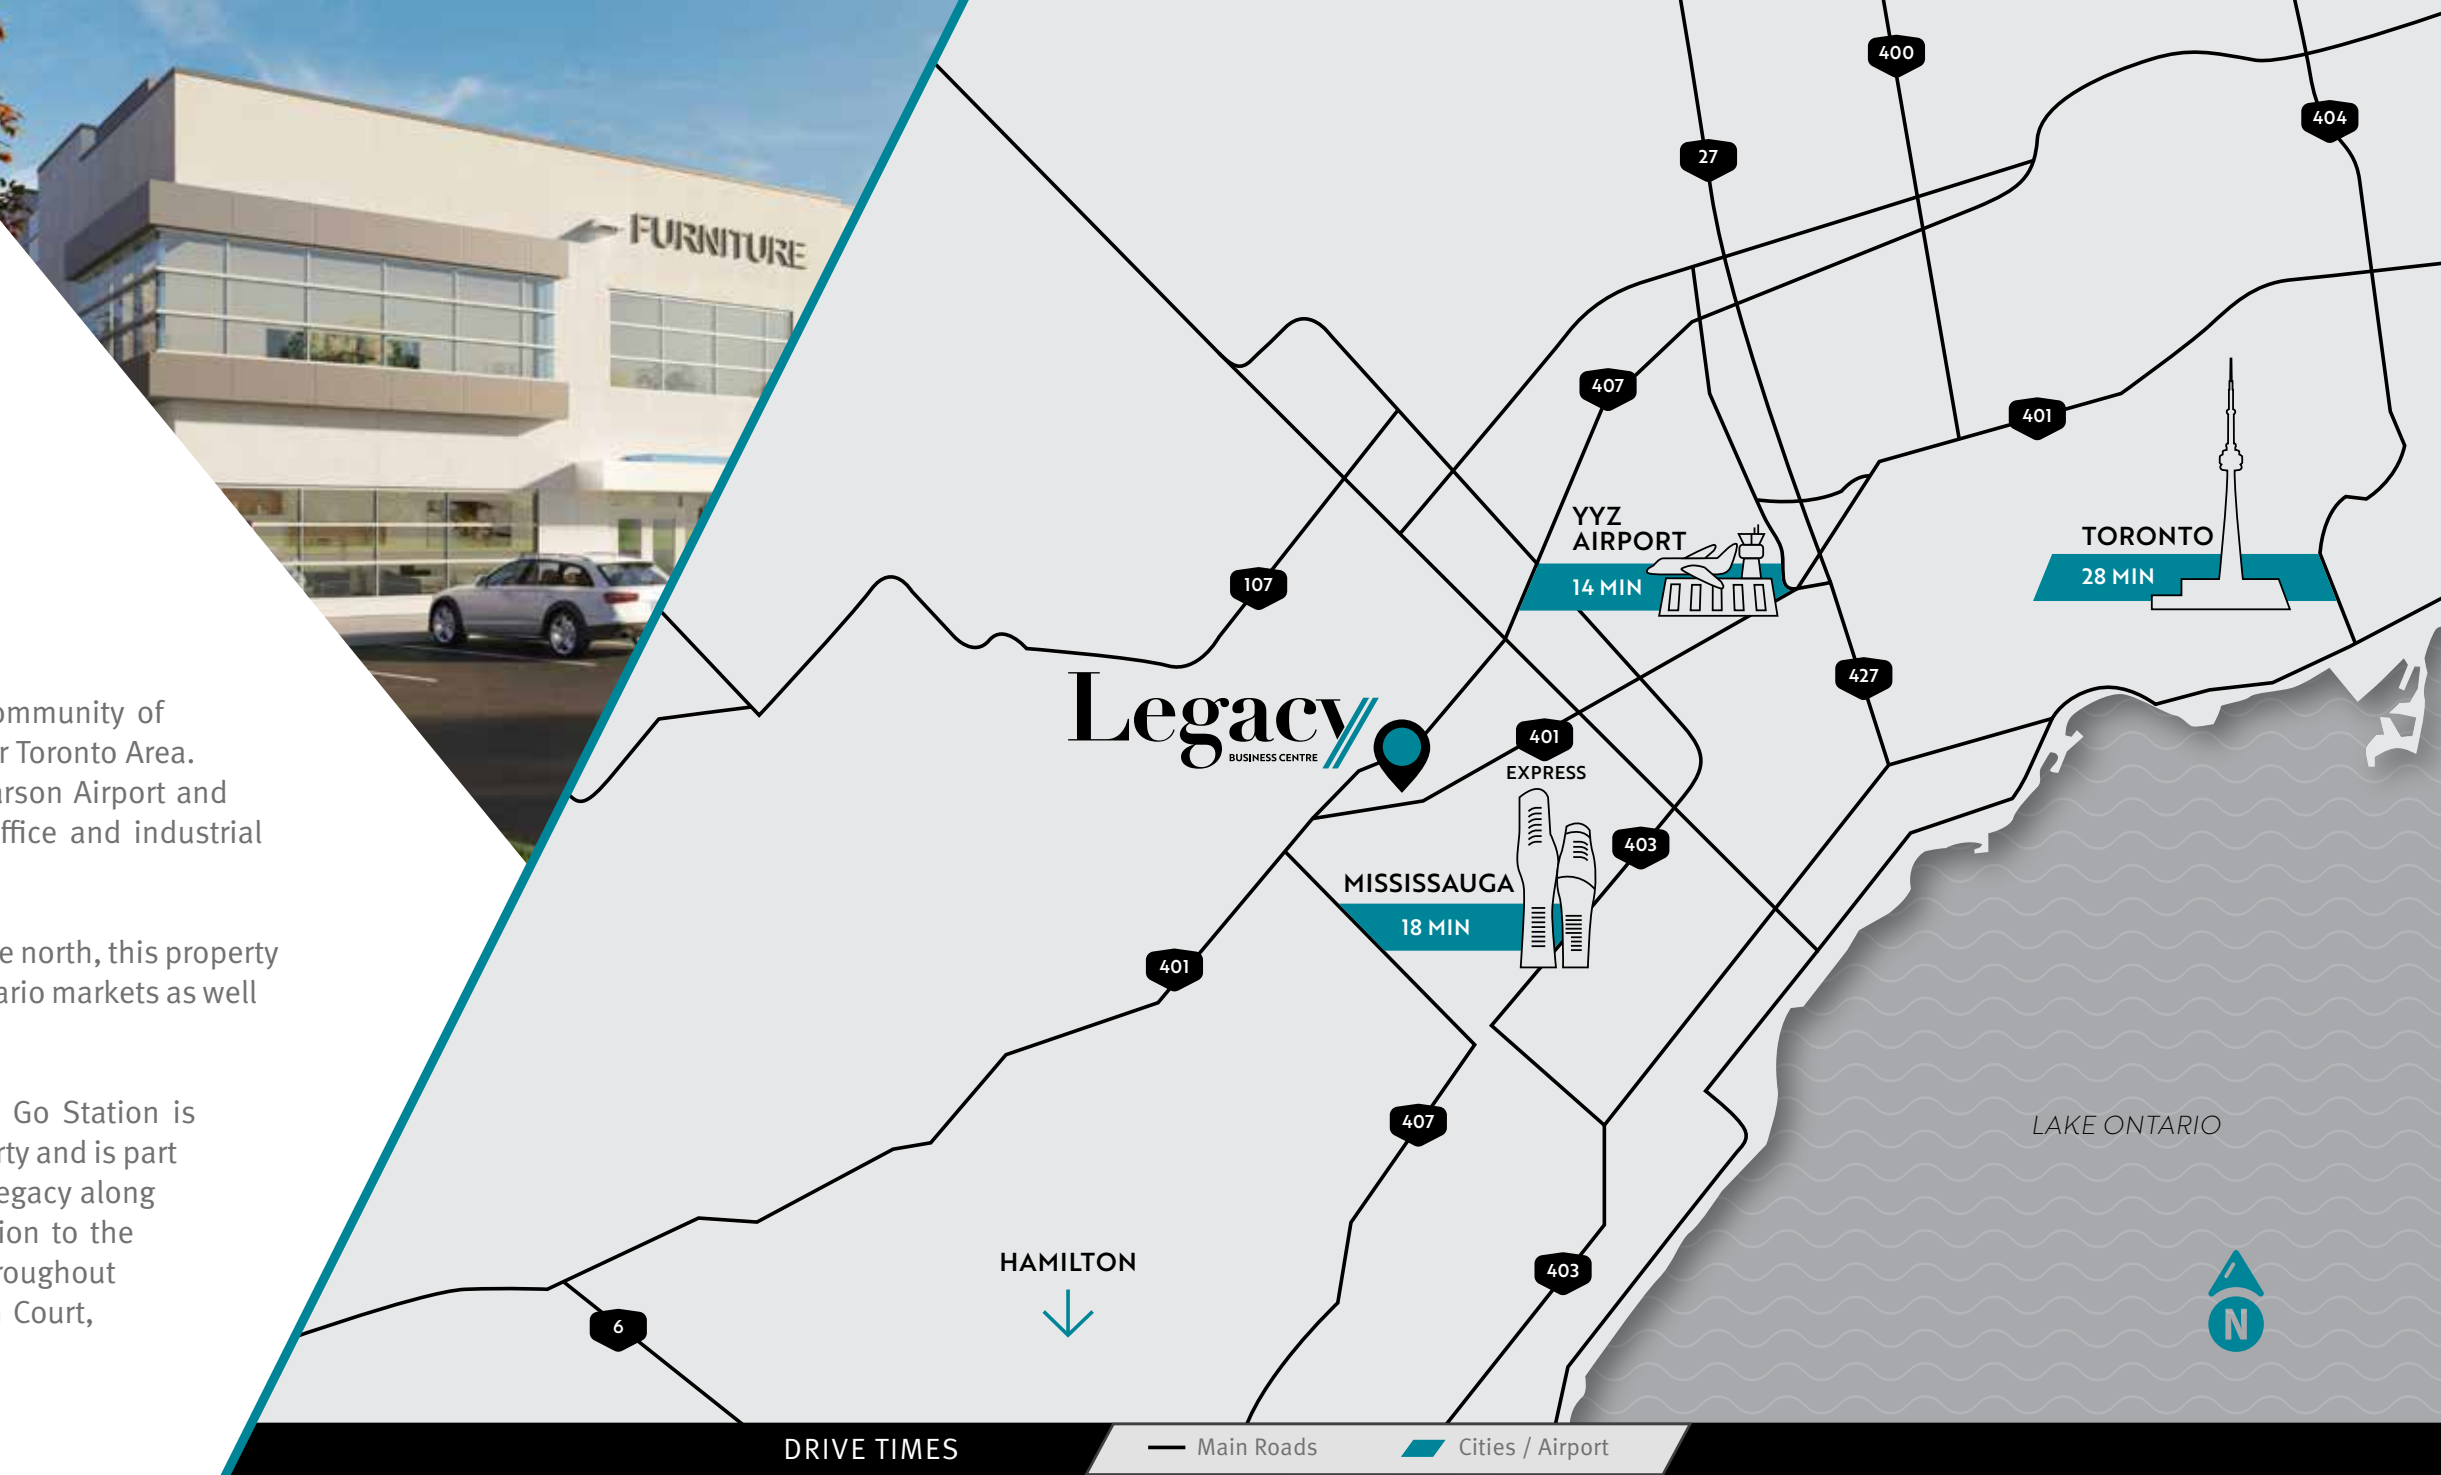 FURNITURE
ommunity of
r Toronto Area.
arson Airport and
ffice and industrial
e north, this property
ario markets as well
Go Station is
rty and is part
egacy along
ion to the
roughout
Court,
400
404
27
407
401
YYZ
AIRPORT
14 MIN
TORONTO
28 MIN
107
427
Legacy
BUSINESS CENTRE
401
EXPRESS
403
MISSISSAUGA
18 MIN
401
407
LAKE ONTARIO
HAMILTON
403
6
N
DRIVE TIMES
Main Roads
Cities / Airport